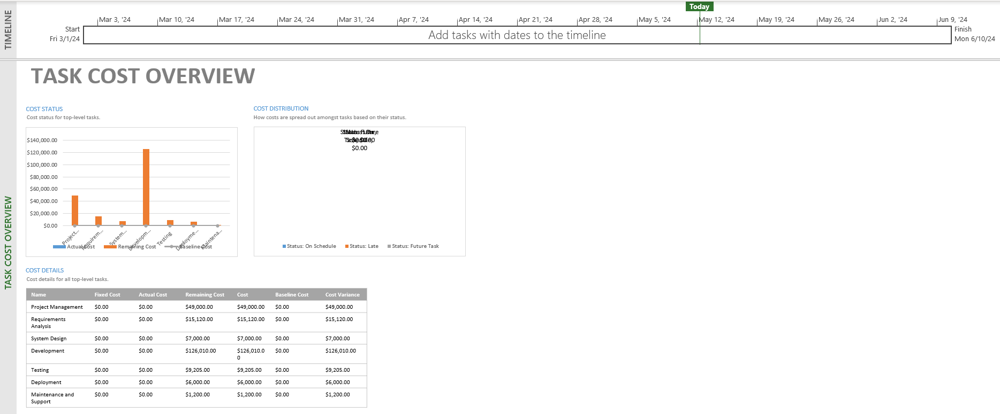 TIMELINE
Today
Mar 3, '24 Mar 10, '24 Mar 17, '24 Mar 24, '24 Mar 31, '24 Apr 7, '24 Apr 14, '24 Apr 21, '24 Apr 28, '24 May 5, '24 May 12, '24 May 19, '24 May 26, '24 Jun 2, '24 Jun 9, '24
Start
Fri 3/1/24
Add tasks with dates to the timeline
Finish
Mon 6/10/24
TASK COST OVERVIEW
TASK COST OVERVIEW
COST STATUS
Cost status for top-level tasks.
$140,000.00
$120,000.00
$100,000.00
$80,000.00
$60,000.00
$40,000.00
$20,000.00
$0.00
Project... Requirem... System... Developm... Testing Deployme... Maintena...
Actual Cost Remaining Cost Baseline Cost
COST DISTRIBUTION
How costs are spread out amongst tasks based on their status.
$0.00
Status: On Schedule Status: Late Status: Future Task
COST DETAILS
Cost details for all top-level tasks.
Name Fixed Cost Actual Cost Remaining Cost Cost Baseline Cost Cost Variance
Project Management $0.00 $0.00 $49,000.00 $49,000.00 $0.00 $49,000.00
Requirements $0.00 $0.00 $15,120.00 $15,120.00 $0.00 $15,120.00
Analysis
System Design $0.00 $0.00 $7,000.00 $7,000.00 $0.00 $7,000.00
Development $0.00 $0.00 $126,010.00 $126,010.0 $0.00 $126,010.00
0
Testing $0.00 $0.00 $9,205.00 $9,205.00 $0.00 $9,205.00
Deployment $0.00 $0.00 $6,000.00 $6,000.00 $0.00 $6,000.00
Maintenance and $0.00 $0.00 $1,200.00 $1,200.00 $0.00 $1,200.00
Support